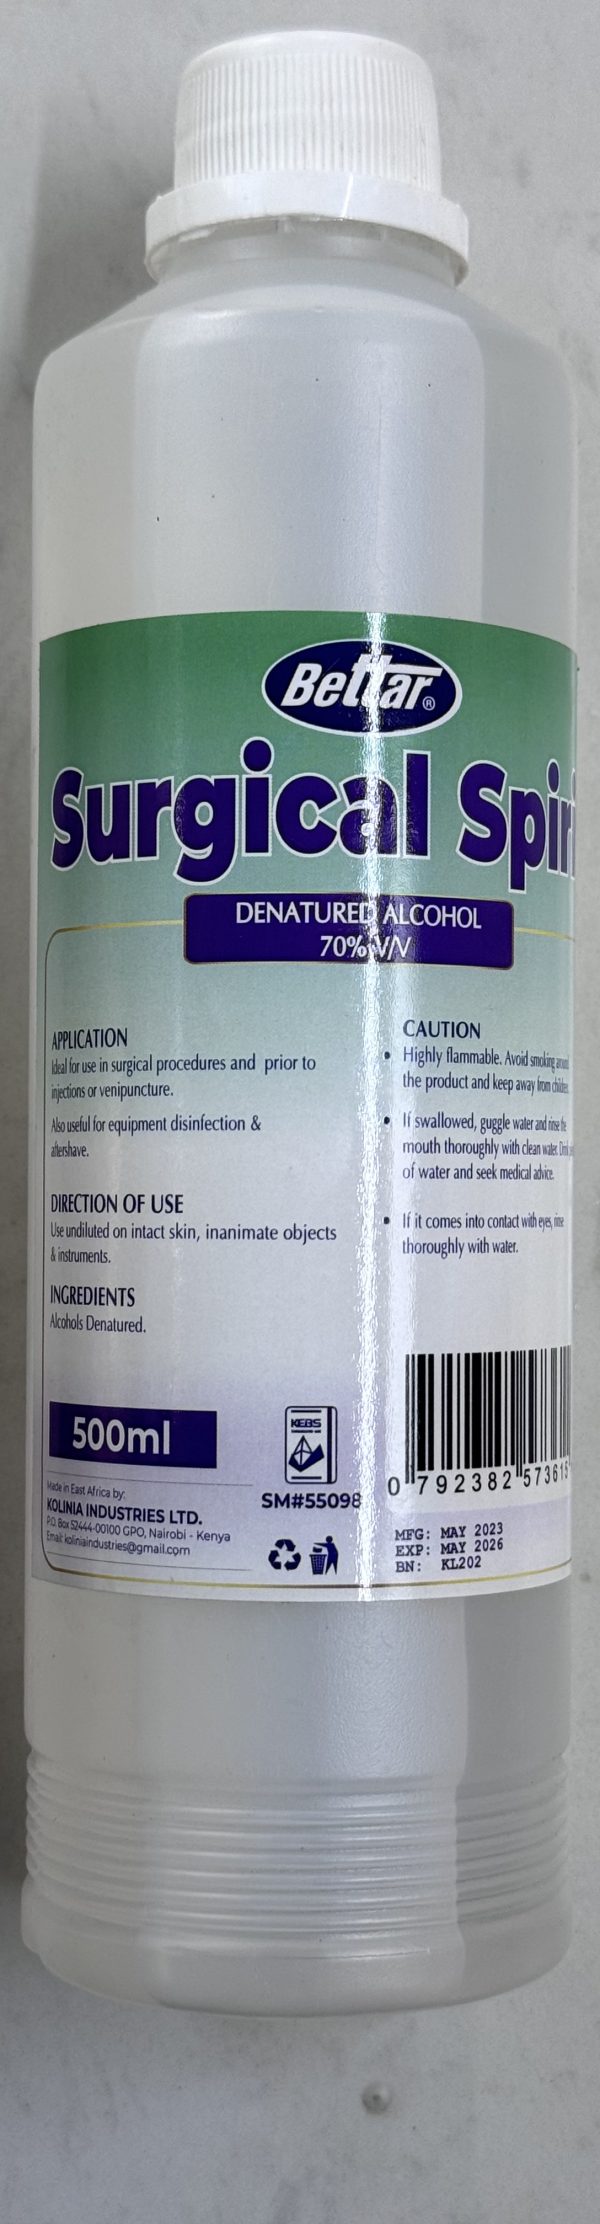 Bettar®
Surgical Spiri
DENATURED ALCOHOL
70% V/V
APPLICATION
Ideal for use in surgical procedures and prior to
injections or venipuncture.
Also useful for equipment disinfection &
aftershave.
DIRECTION OF USE
Use undiluted on intact skin, inanimate objects
& instruments.
INGREDIENTS
Alcohols Denatured.
500ml
Made in East Africa by:
KOLINIA INDUSTRIES LTD.
P.O. Box 52444-00100 GPO, Nairobi - Kenya
Email: koliniaindustries@gmail.com
KEBS
SM#55098
CAUTION
• Highly flammable. Avoid smoking around
the product and keep away from children.
• If swallowed, guggle water and rinse the
mouth thoroughly with clean water. Drink
of water and seek medical advice.
• If it comes into contact with eyes, rinse
thoroughly with water.
0 792382 573615
MFG: MAY 2023
EXP: MAY 2026
BN: KL202